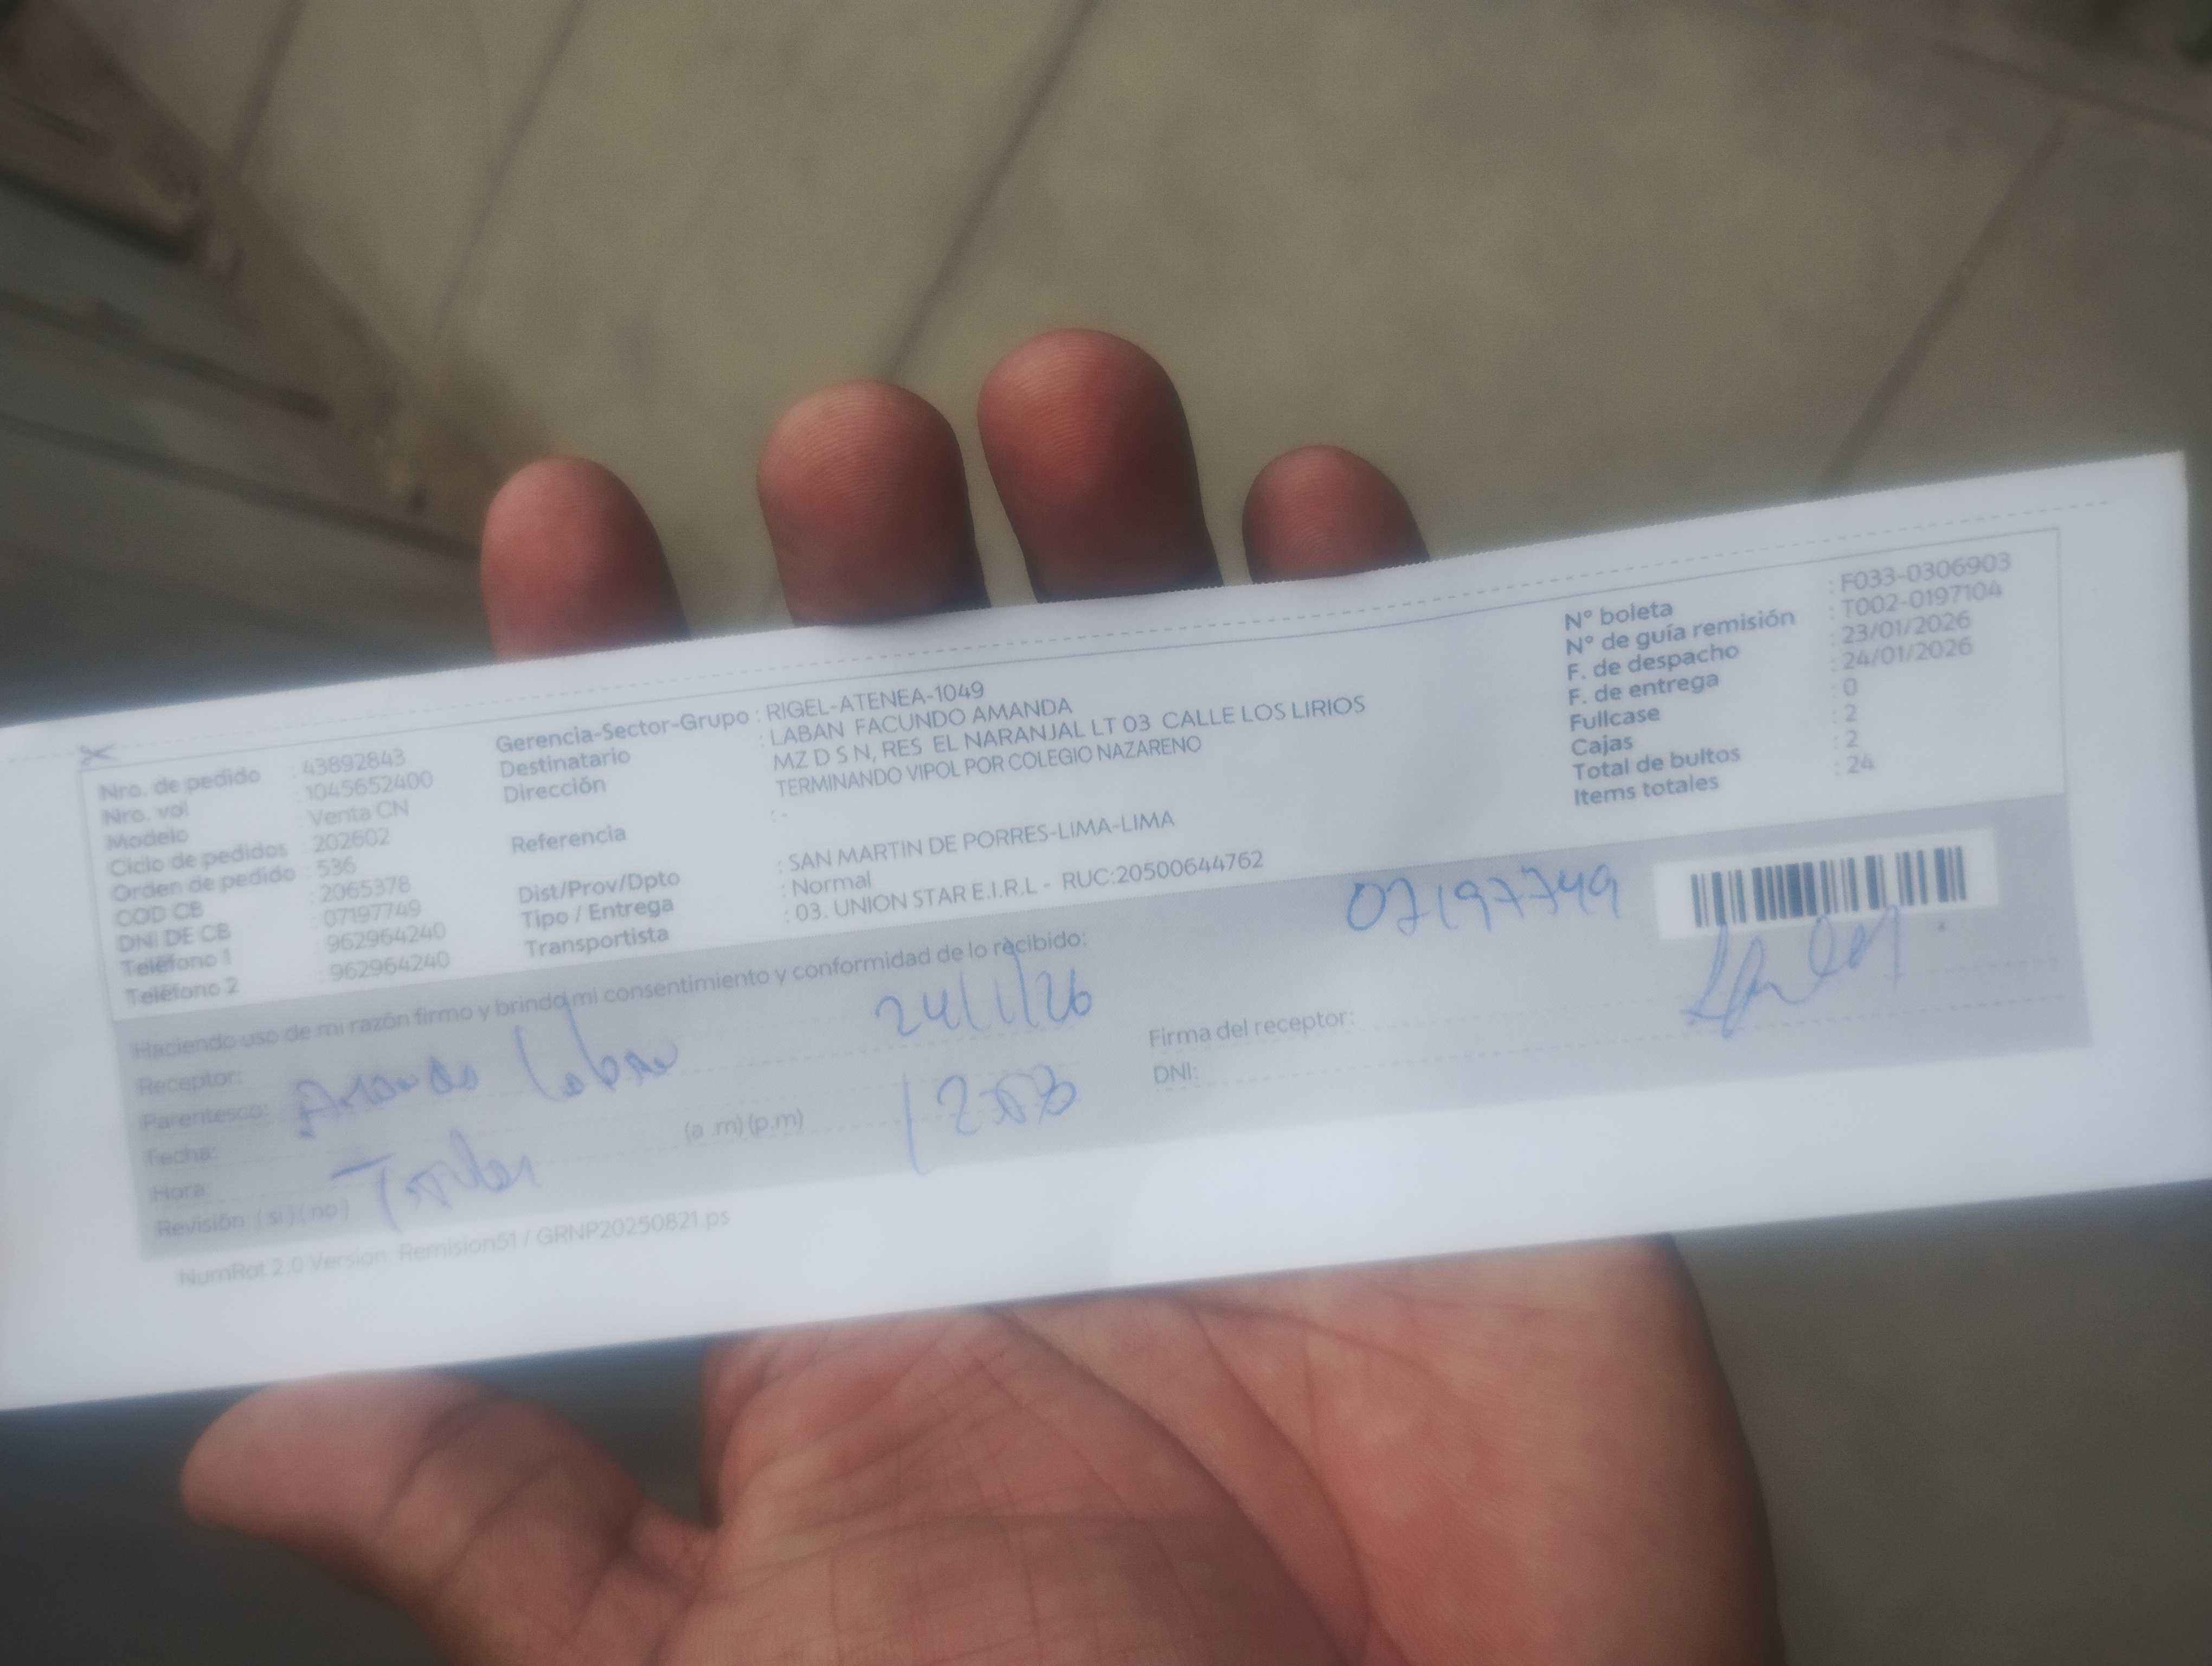 Nro. de pedido : 43892843
Nro. vol : 1045652400
Modelo : Venta CN
Ciclo de pedidos : 202602
Orden de pedido : 536
COD CB : 2065378
DNI DE CB : 07197749
Teléfono 1 : 962964240
Teléfono 2 : 962964240
Gerencia-Sector-Grupo : RIGEL-ATENEA-1049
Destinatario : LABAN FACUNDO AMANDA
Dirección : MZ D S N, RES EL NARANJAL LT 03 CALLE LOS LIRIOS
TERMINANDO VIPOL POR COLEGIO NAZARENO
Referencia : -
Dist/Prov/Dpto : SAN MARTIN DE PORRES-LIMA-LIMA
Tipo / Entrega : Normal
Transportista : 03. UNION STAR E.I.R.L - RUC:20500644762
N° boleta : F033-0306903
N° de guía remisión : T002-0197104
F. de despacho : 23/01/2026
F. de entrega : 24/01/2026
Fullcase : 0
Cajas : 2
Total de bultos : 2
Items totales : 24
Haciendo uso de mi razón firmo y brindo mi consentimiento y conformidad de lo recibido:
07197749
Receptor:
Amanda Laban
24/1/26
Parentesco:
Fecha:
Hora: (a .m) (p.m)
Revisión: ( si ) ( no )
Firma del receptor:
DNI:
NumRot 2.0 Version: Remision51 / GRNP20250821.ps